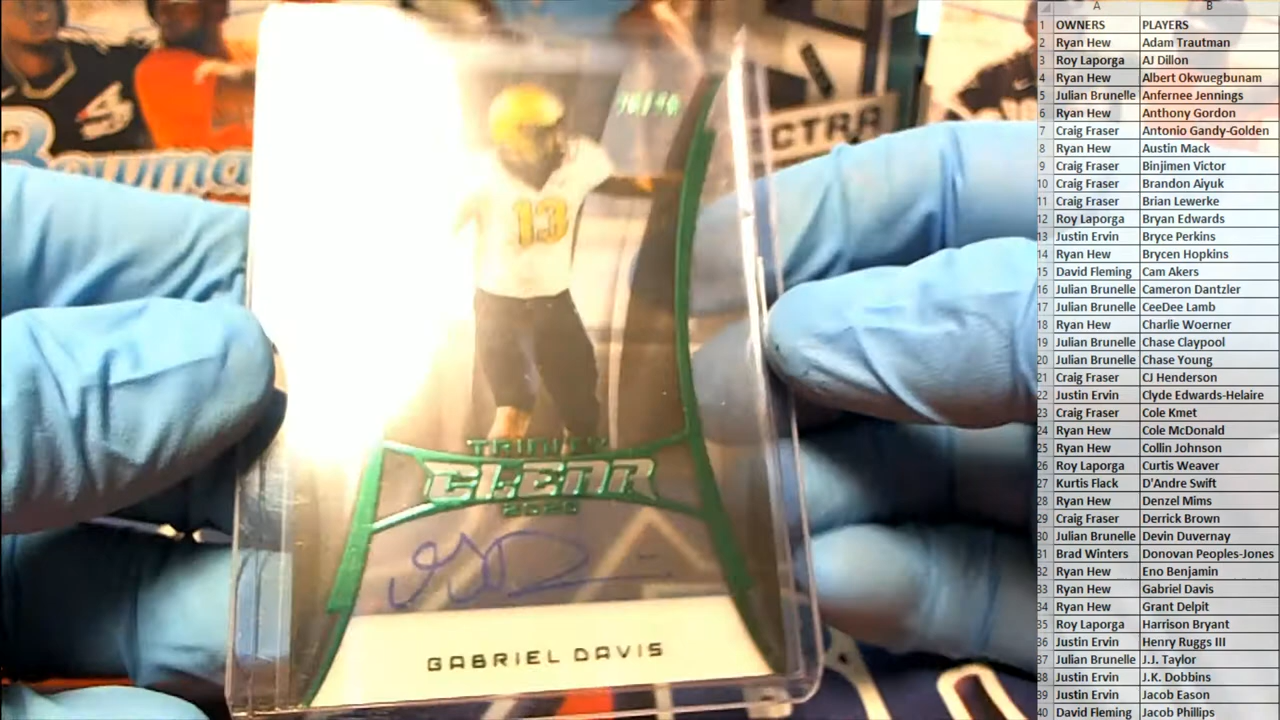 Bowman
ECTRA
13
TRINITY
CLEAR
2020
GABRIEL DAVIS
A B
1 OWNERS PLAYERS
2 Ryan Hew Adam Trautman
3 Roy Laporga AJ Dillon
4 Ryan Hew Albert Okwuegbunam
5 Julian Brunelle Anfernee Jennings
6 Ryan Hew Anthony Gordon
7 Craig Fraser Antonio Gandy-Golden
8 Ryan Hew Austin Mack
9 Craig Fraser Binjimen Victor
10 Craig Fraser Brandon Aiyuk
11 Craig Fraser Brian Lewerke
12 Roy Laporga Bryan Edwards
13 Justin Ervin Bryce Perkins
14 Ryan Hew Brycen Hopkins
15 David Fleming Cam Akers
16 Julian Brunelle Cameron Dantzler
17 Julian Brunelle CeeDee Lamb
18 Ryan Hew Charlie Woerner
19 Julian Brunelle Chase Claypool
20 Julian Brunelle Chase Young
21 Craig Fraser CJ Henderson
22 Justin Ervin Clyde Edwards-Helaire
23 Craig Fraser Cole Kmet
24 Ryan Hew Cole McDonald
25 Ryan Hew Collin Johnson
26 Roy Laporga Curtis Weaver
27 Kurtis Flack D'Andre Swift
28 Ryan Hew Denzel Mims
29 Craig Fraser Derrick Brown
30 Julian Brunelle Devin Duvernay
31 Brad Winters Donovan Peoples-Jones
32 Ryan Hew Eno Benjamin
33 Ryan Hew Gabriel Davis
34 Ryan Hew Grant Delpit
35 Roy Laporga Harrison Bryant
36 Justin Ervin Henry Ruggs III
37 Julian Brunelle J.J. Taylor
38 Justin Ervin J.K. Dobbins
39 Justin Ervin Jacob Eason
40 David Fleming Jacob Phillips